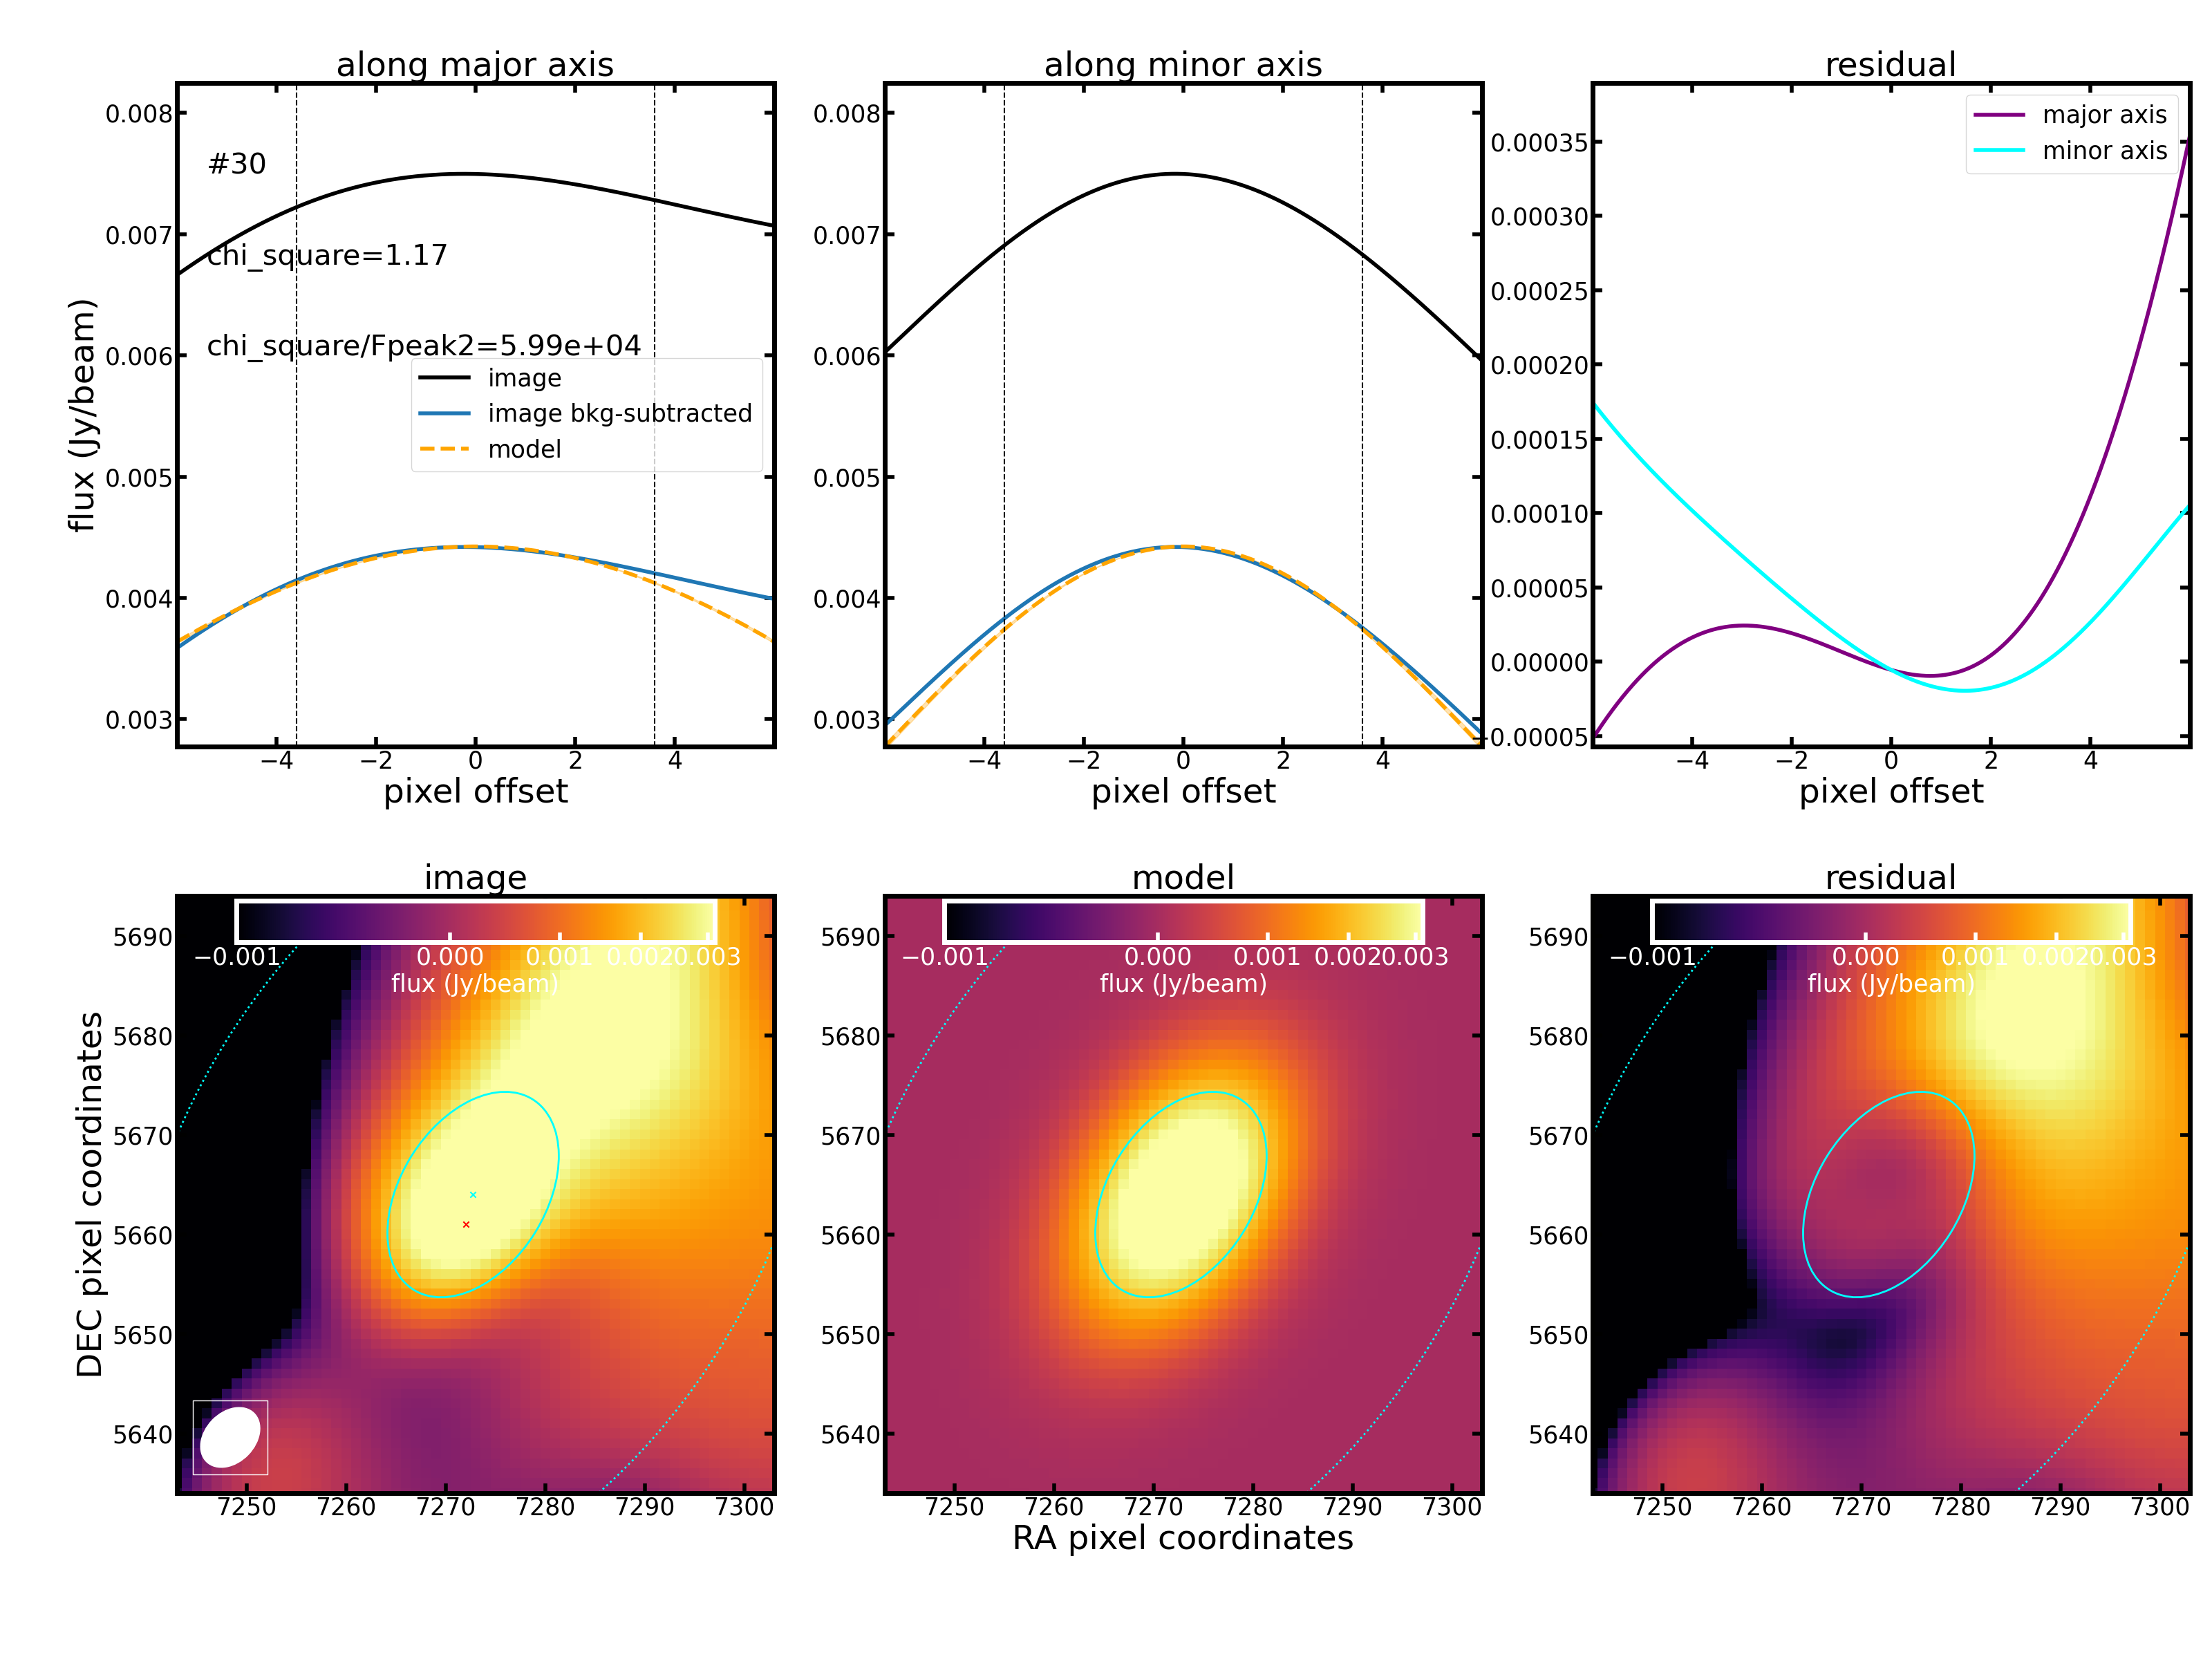 along major axis
along minor axis
residual
0.008
0.007
0.006
0.005
0.004
0.003
flux (Jy/beam)
#30
chi_square=1.17
chi_square/Fpeak2=5.99e+04
image
image bkg-subtracted
model
−4 −2 0 2 4
pixel offset
0.008
0.007
0.006
0.005
0.004
0.003
−4 −2 0 2 4
pixel offset
major axis
minor axis
0.00035
0.00030
0.00025
0.00020
0.00015
0.00010
0.00005
0.00000
−0.00005
−4 −2 0 2 4
pixel offset
image
model
residual
DEC pixel coordinates
5690
5680
5670
5660
5650
5640
−0.001 0.000 0.001 0.002 0.003
flux (Jy/beam)
7250 7260 7270 7280 7290 7300
5690
5680
5670
5660
5650
5640
−0.001 0.000 0.001 0.002 0.003
flux (Jy/beam)
7250 7260 7270 7280 7290 7300
RA pixel coordinates
5690
5680
5670
5660
5650
5640
−0.001 0.000 0.001 0.002 0.003
flux (Jy/beam)
7250 7260 7270 7280 7290 7300